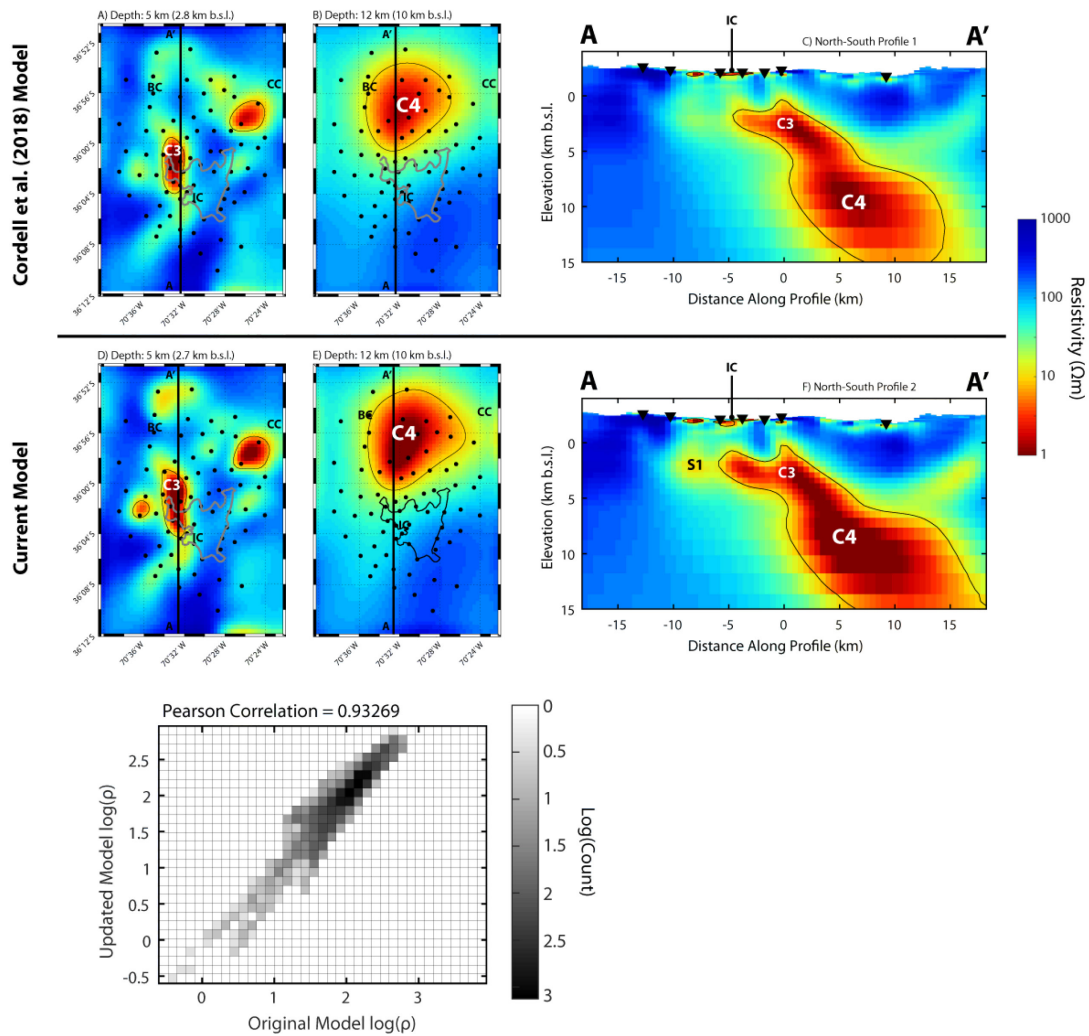 Cordell et al. (2018) Model
A) Depth: 5 km (2.8 km b.s.l.)
A'
BC
CC
C3
IC
A
36°52'S
36°56'S
36°00'S
36°04'S
36°08'S
36°12'S
70°36'W
70°32'W
70°28'W
70°24'W
B) Depth: 12 km (10 km b.s.l.)
A'
BC
CC
C4
IC
A
70°36'W
70°32'W
70°28'W
70°24'W
A
IC
A'
C) North-South Profile 1
C3
C4
Elevation (km b.s.l.)
0
5
10
15
-15
-10
-5
0
5
10
15
Distance Along Profile (km)
Current Model
D) Depth: 5 km (2.7 km b.s.l.)
A'
BC
CC
C3
IC
A
36°52'S
36°56'S
36°00'S
36°04'S
36°08'S
36°12'S
70°36'W
70°32'W
70°28'W
70°24'W
E) Depth: 12 km (10 km b.s.l.)
A'
BC
CC
C4
IC
A
70°36'W
70°32'W
70°28'W
70°24'W
A
IC
A'
F) North-South Profile 2
S1
C3
C4
Elevation (km b.s.l.)
0
5
10
15
-15
-10
-5
0
5
10
15
Distance Along Profile (km)
1000
100
10
1
Resistivity (Ωm)
Pearson Correlation = 0.93269
Updated Model log(ρ)
2.5
2
1.5
1
0.5
0
-0.5
0
1
2
3
Original Model log(ρ)
0
0.5
1
1.5
2
2.5
3
Log(Count)